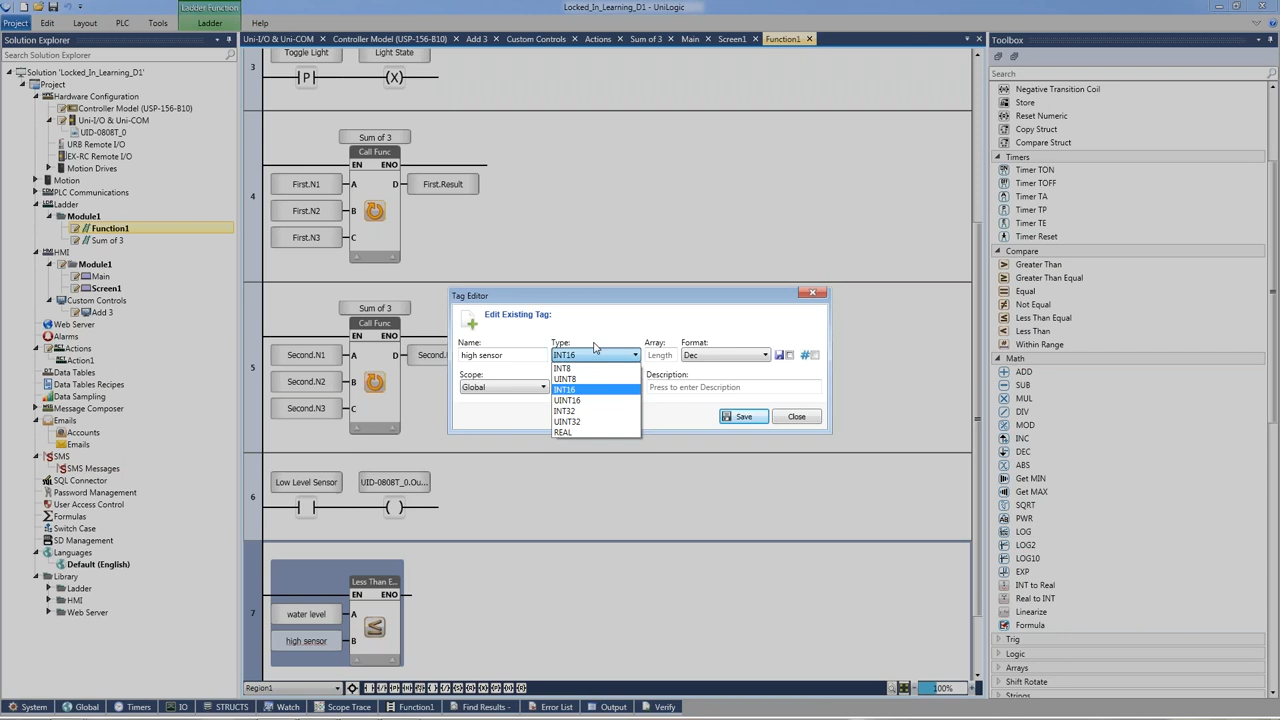 Ladder Function
Locked_In_Learning_D1* - UniLogic
Project Edit Layout PLC Tools Ladder Help
Solution Explorer
Search Solution Explorer
Solution 'Locked_In_Learning_D1'
Project
Hardware Configuration
Controller Model (USP-156-B10)
Uni-I/O & Uni-COM
UID-0808T_0
URB Remote I/O
EX-RC Remote I/O
Motion Drives
Motion
PLC Communications
Ladder
Module1
Function1
Sum of 3
HMI
Module1
Main
Screen1
Custom Controls
Add 3
Web Server
Alarms
Actions
Action1
Data Tables
Data Tables Recipes
Data Sampling
Message Composer
Emails
Accounts
Emails
SMS
SMS Messages
SQL Connector
Password Management
User Access Control
Formulas
Switch Case
SD Management
Languages
Default (English)
Library
Ladder
HMI
Web Server
Uni-I/O & Uni-COM Controller Model (USP-156-B10) Add 3 Custom Controls Actions Sum of 3 Main Screen1 Function1
3
Toggle Light Light State
P X
4
Sum of 3
Call Func
EN ENO
First.N1 A D First.Result
First.N2 B
First.N3 C
5
Sum of 3
Call Func
EN
Second.N1 A
Second.N2 B
Second.N3 C
Second.
6
Low Level Sensor UID-0808T_0.Ou...
7
Less Than E...
EN ENO
water level A
high sensor B
≤
Tag Editor
Edit Existing Tag:
Name: Type: Array: Format:
high sensor INT16 Length Dec #
Scope: Description:
Global Press to enter Description
INT8
UINT8
INT16
UINT16
INT32
UINT32
REAL
Save Close
Region1
100%
Toolbox
Search
Negative Transition Coil
Store
Reset Numeric
Copy Struct
Compare Struct
Timers
Timer TON
Timer TOFF
Timer TA
Timer TP
Timer TE
Timer Reset
Compare
Greater Than
Greater Than Equal
Equal
Not Equal
Less Than Equal
Less Than
Within Range
Math
ADD
SUB
MUL
DIV
MOD
INC
DEC
ABS
Get MIN
Get MAX
SQRT
PWR
LOG
LOG2
LOG10
EXP
INT to Real
Real to INT
Linearize
Formula
Trig
Logic
Arrays
Shift Rotate
Strings
System Global Timers IO STRUCTS Watch Scope Trace Function1 Find Results - Error List Output Verify